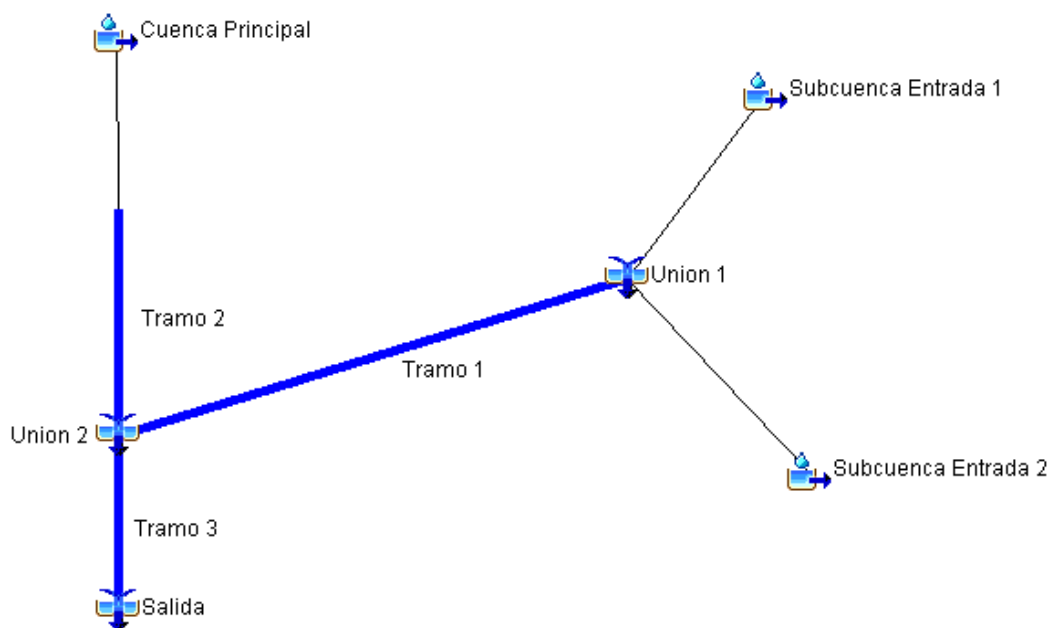 Cuenca Principal
Subcuenca Entrada 1
Union 1
Tramo 2
Tramo 1
Union 2
Subcuenca Entrada 2
Tramo 3
Salida